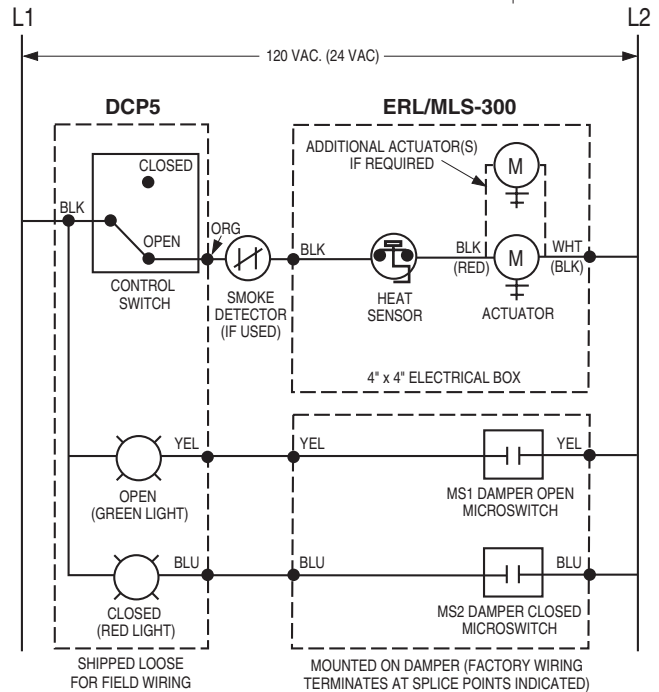 L1
L2
120 VAC. (24 VAC)
DCP5
ERL/MLS-300
CLOSED
BLK
OPEN
ORG
CONTROL
SWITCH
SMOKE
DETECTOR
(IF USED)
ADDITIONAL ACTUATOR(S)
IF REQUIRED
M
BLK
HEAT
SENSOR
BLK
(RED)
M
WHT
(BLK)
ACTUATOR
4" x 4" ELECTRICAL BOX
YEL
OPEN
(GREEN LIGHT)
YEL
YEL
MS1 DAMPER OPEN
MICROSWITCH
BLU
CLOSED
(RED LIGHT)
BLU
BLU
MS2 DAMPER CLOSED
MICROSWITCH
SHIPPED LOOSE
FOR FIELD WIRING
MOUNTED ON DAMPER (FACTORY WIRING
TERMINATES AT SPLICE POINTS INDICATED)